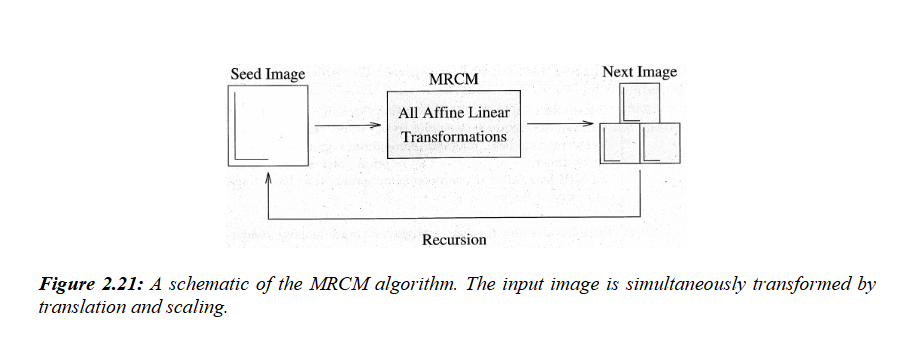 Seed Image
MRCM
Next Image
All Affine Linear
Transformations
Recursion
Figure 2.21: A schematic of the MRCM algorithm. The input image is simultaneously transformed by
translation and scaling.